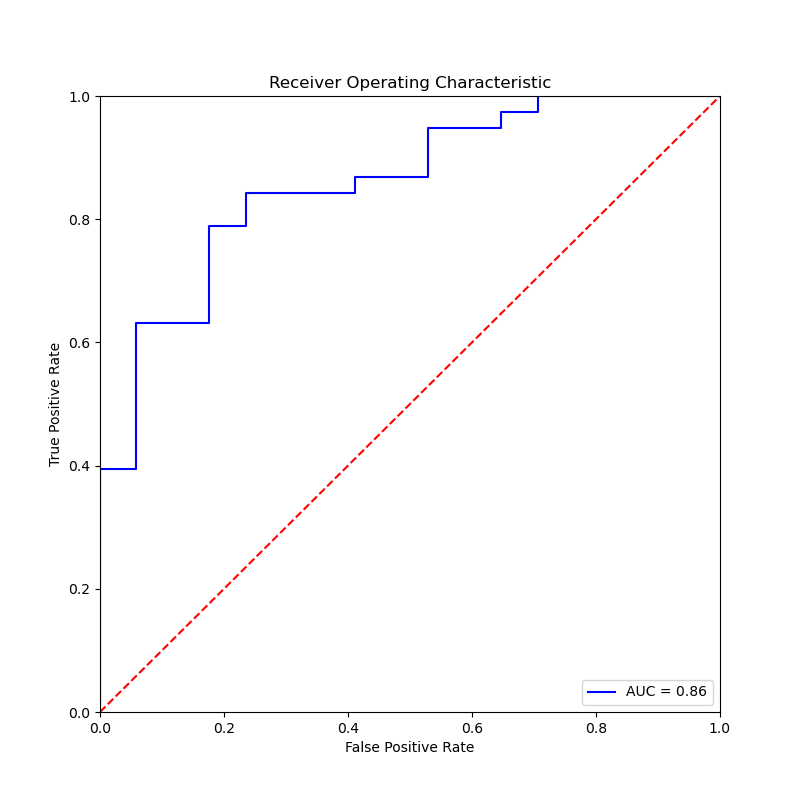 Receiver Operating Characteristic
True Positive Rate
1.0
0.8
0.6
0.4
0.2
0.0
AUC = 0.86
0.0 0.2 0.4 0.6 0.8 1.0
False Positive Rate